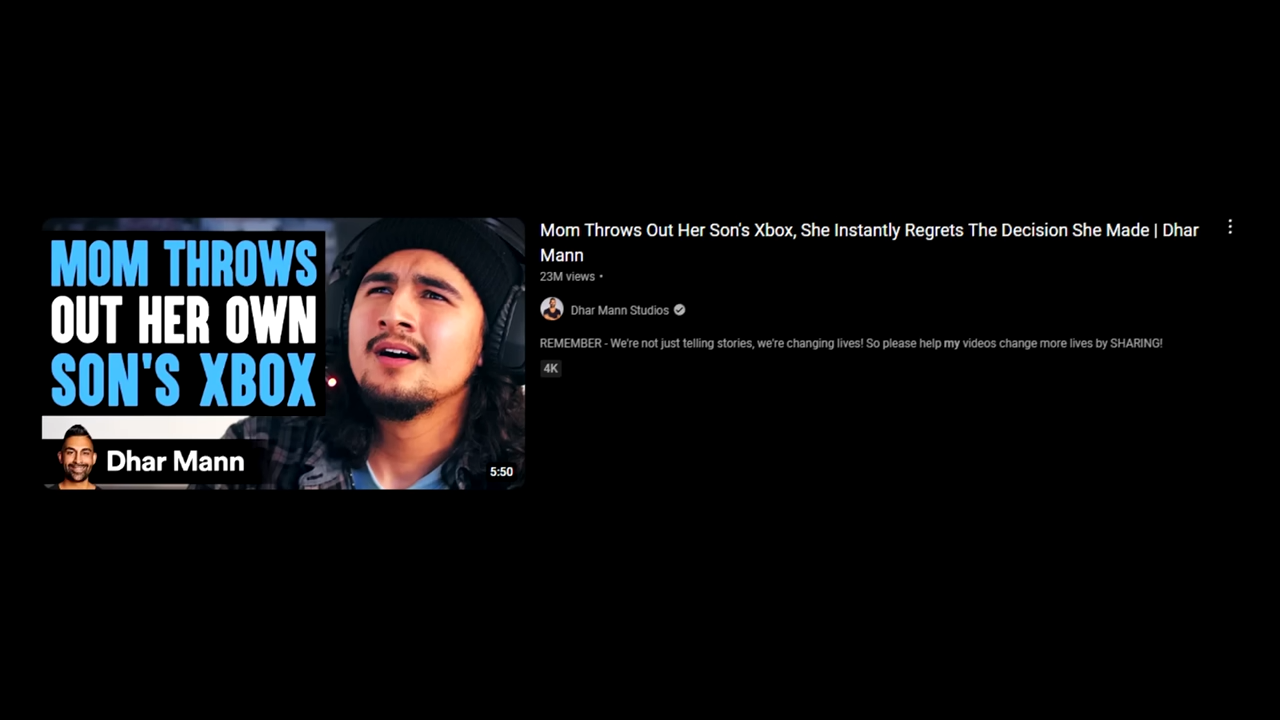 MOM THROWS
OUT HER OWN
SON'S XBOX
Dhar Mann
5:50
Mom Throws Out Her Son's Xbox, She Instantly Regrets The Decision She Made | Dhar
Mann
23M views •
Dhar Mann Studios
REMEMBER - We're not just telling stories, we're changing lives! So please help my videos change more lives by SHARING!
4K